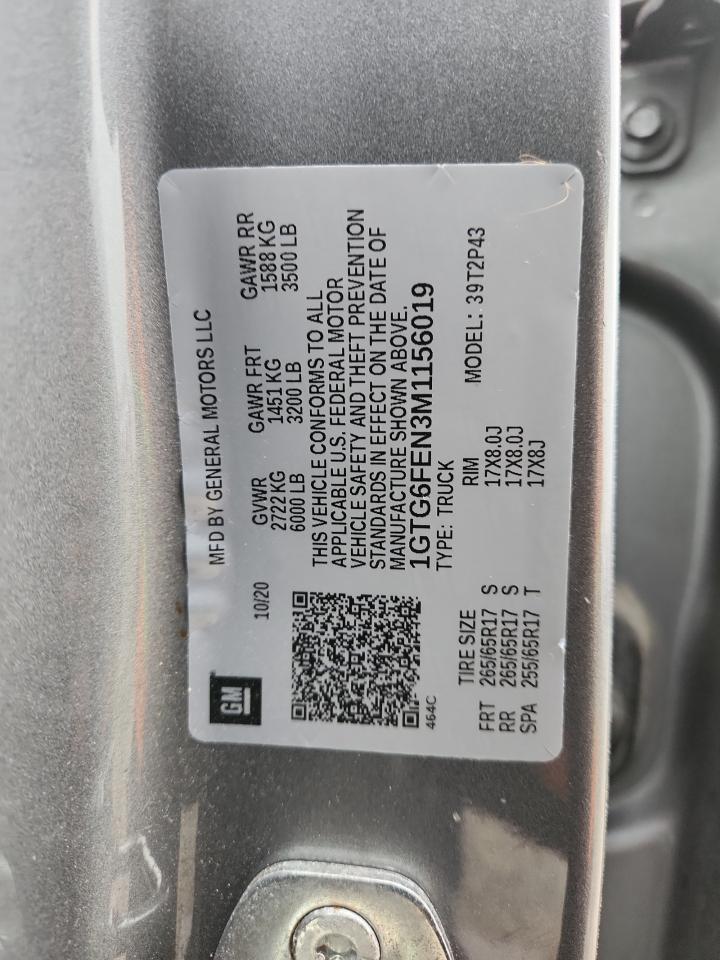 GM
MFD BY GENERAL MOTORS LLC
10/20
GVWR GAWR FRT GAWR RR
2722 KG 1451 KG 1588 KG
6000 LB 3200 LB 3500 LB
THIS VEHICLE CONFORMS TO ALL
APPLICABLE U.S. FEDERAL MOTOR
VEHICLE SAFETY AND THEFT PREVENTION
STANDARDS IN EFFECT ON THE DATE OF
MANUFACTURE SHOWN ABOVE.
464C
1GTG6FEN3M1156019
TYPE: TRUCK
MODEL: 39T2P43
TIRE SIZE RIM
FRT 265/65R17 S 17X8.0J
RR 265/65R17 S 17X8.0J
SPA 255/65R17 T 17X8J